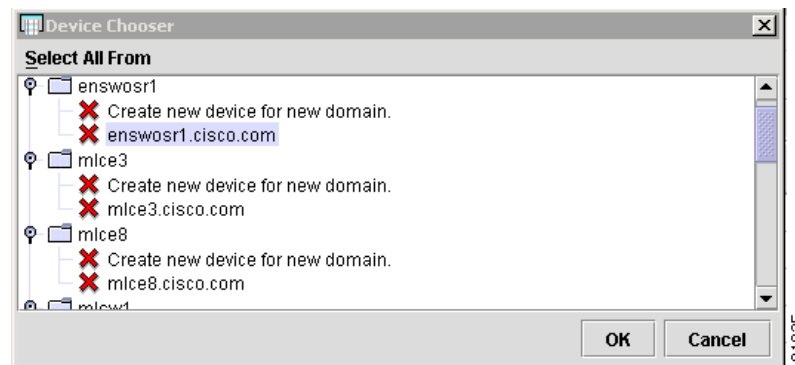 Device Chooser
Select All From
enswosr1
Create new device for new domain.
enswosr1.cisco.com
mlce3
Create new device for new domain.
mlce3.cisco.com
mlce8
Create new device for new domain.
mlce8.cisco.com
mlcw1
OK Cancel